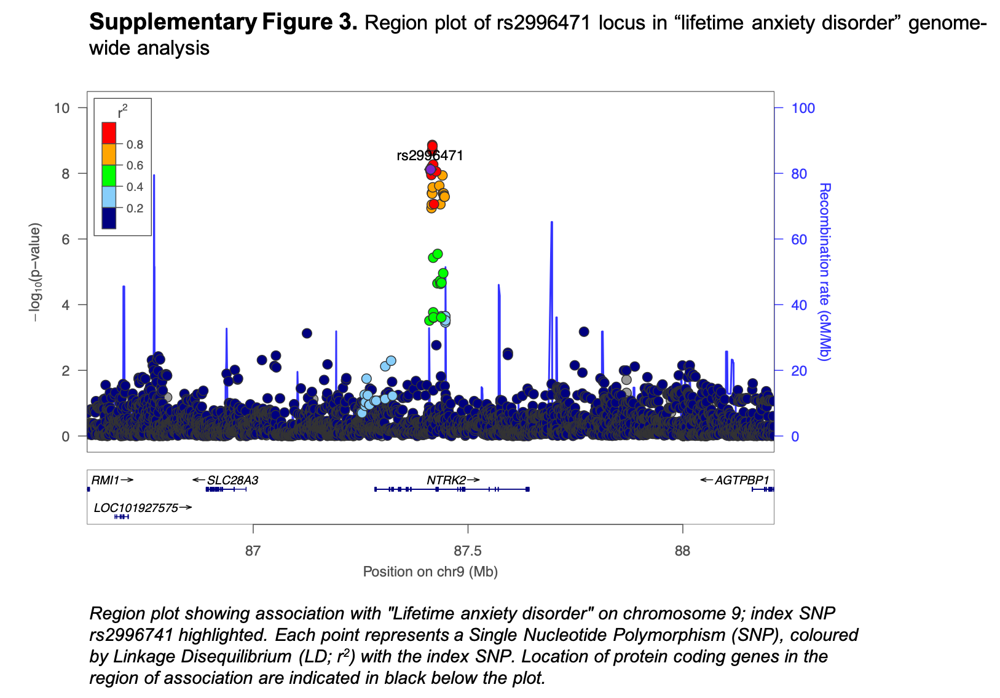 Supplementary Figure 3. Region plot of rs2996471 locus in “lifetime anxiety disorder” genome-
wide analysis
10
8
6
4
2
0
−log10(p−value)
r2
0.8
0.6
0.4
0.2
rs2996471
100
80
60
40
20
0
Recombination rate (cM/Mb)
RMI1→
←SLC28A3
NTRK2→
←AGTPBP1
LOC101927575→
87
87.5
88
Position on chr9 (Mb)
Region plot showing association with "Lifetime anxiety disorder" on chromosome 9; index SNP
rs2996741 highlighted. Each point represents a Single Nucleotide Polymorphism (SNP), coloured
by Linkage Disequilibrium (LD; r2) with the index SNP. Location of protein coding genes in the
region of association are indicated in black below the plot.